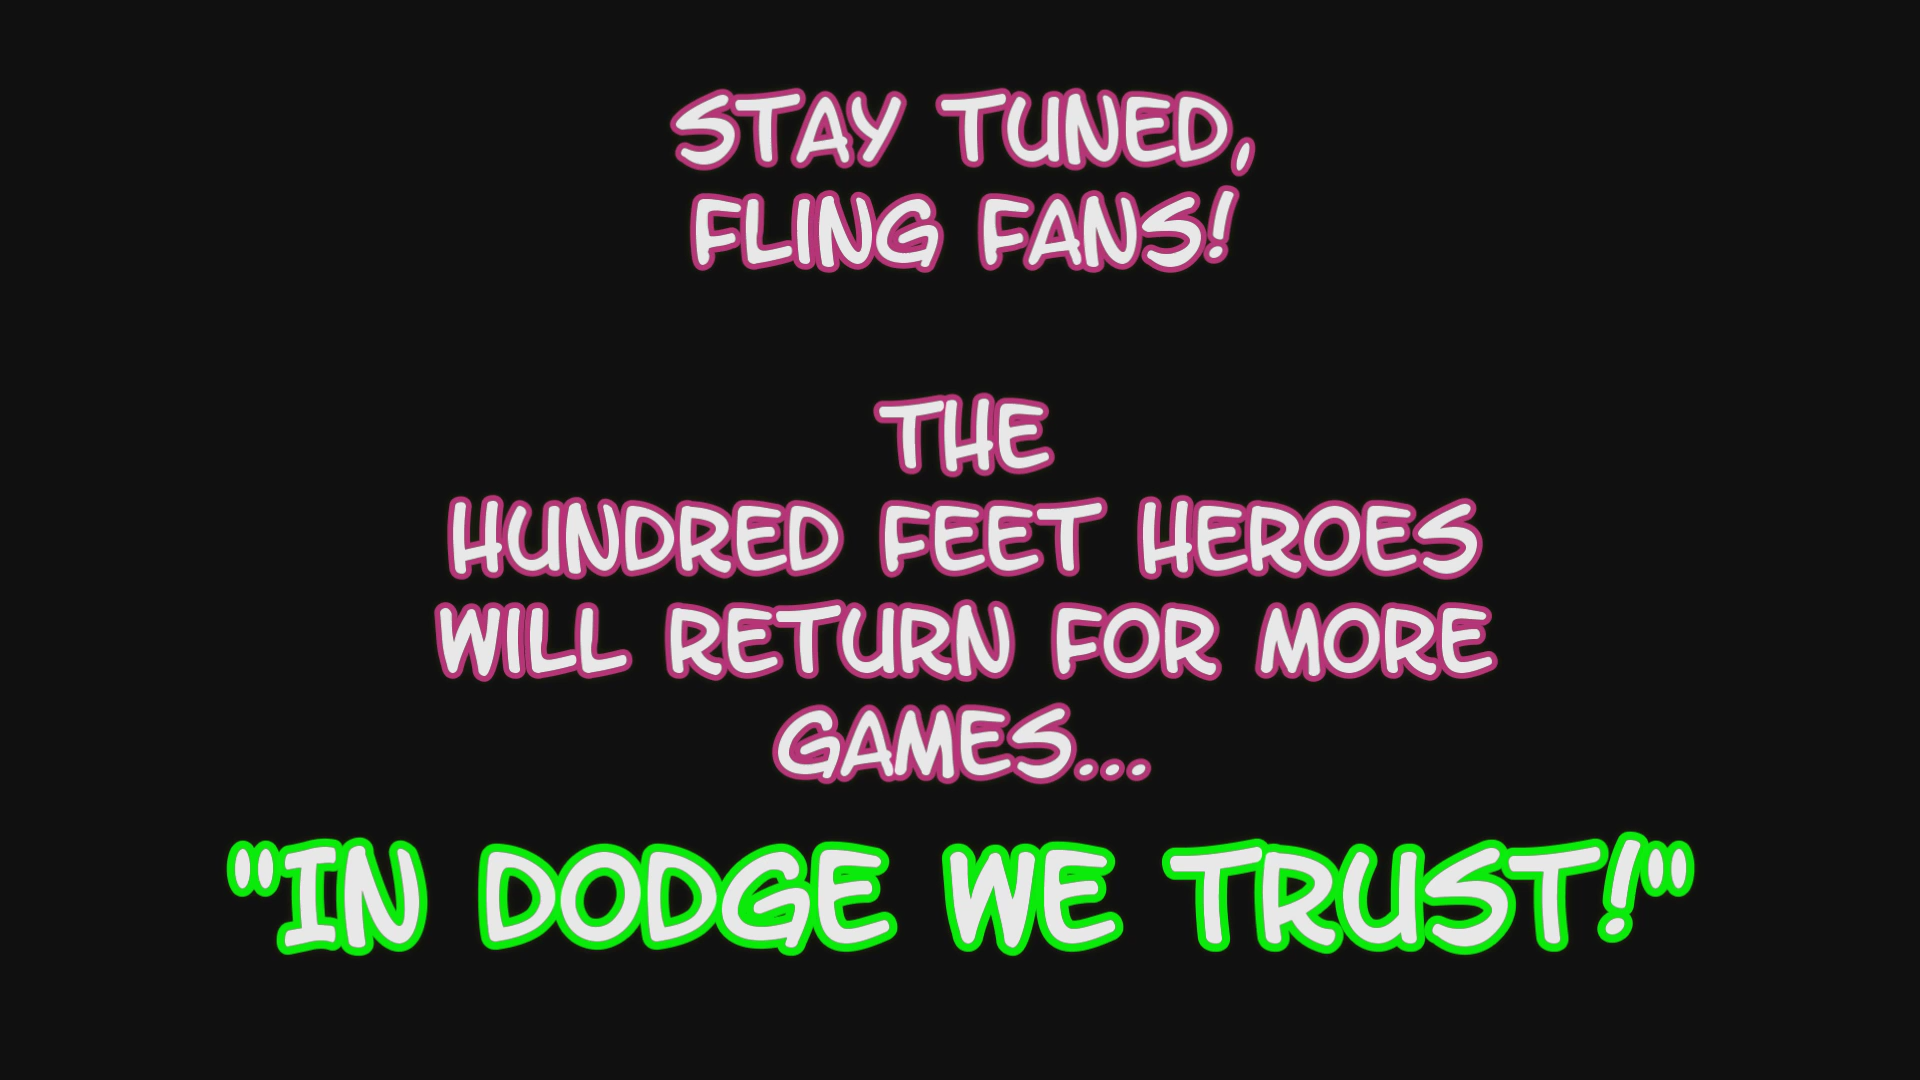 STAY TUNED,
FLING FANS!
THE
HUNDRED FEET HEROES
WILL RETURN FOR MORE
GAMES...
"IN DODGE WE TRUST!"